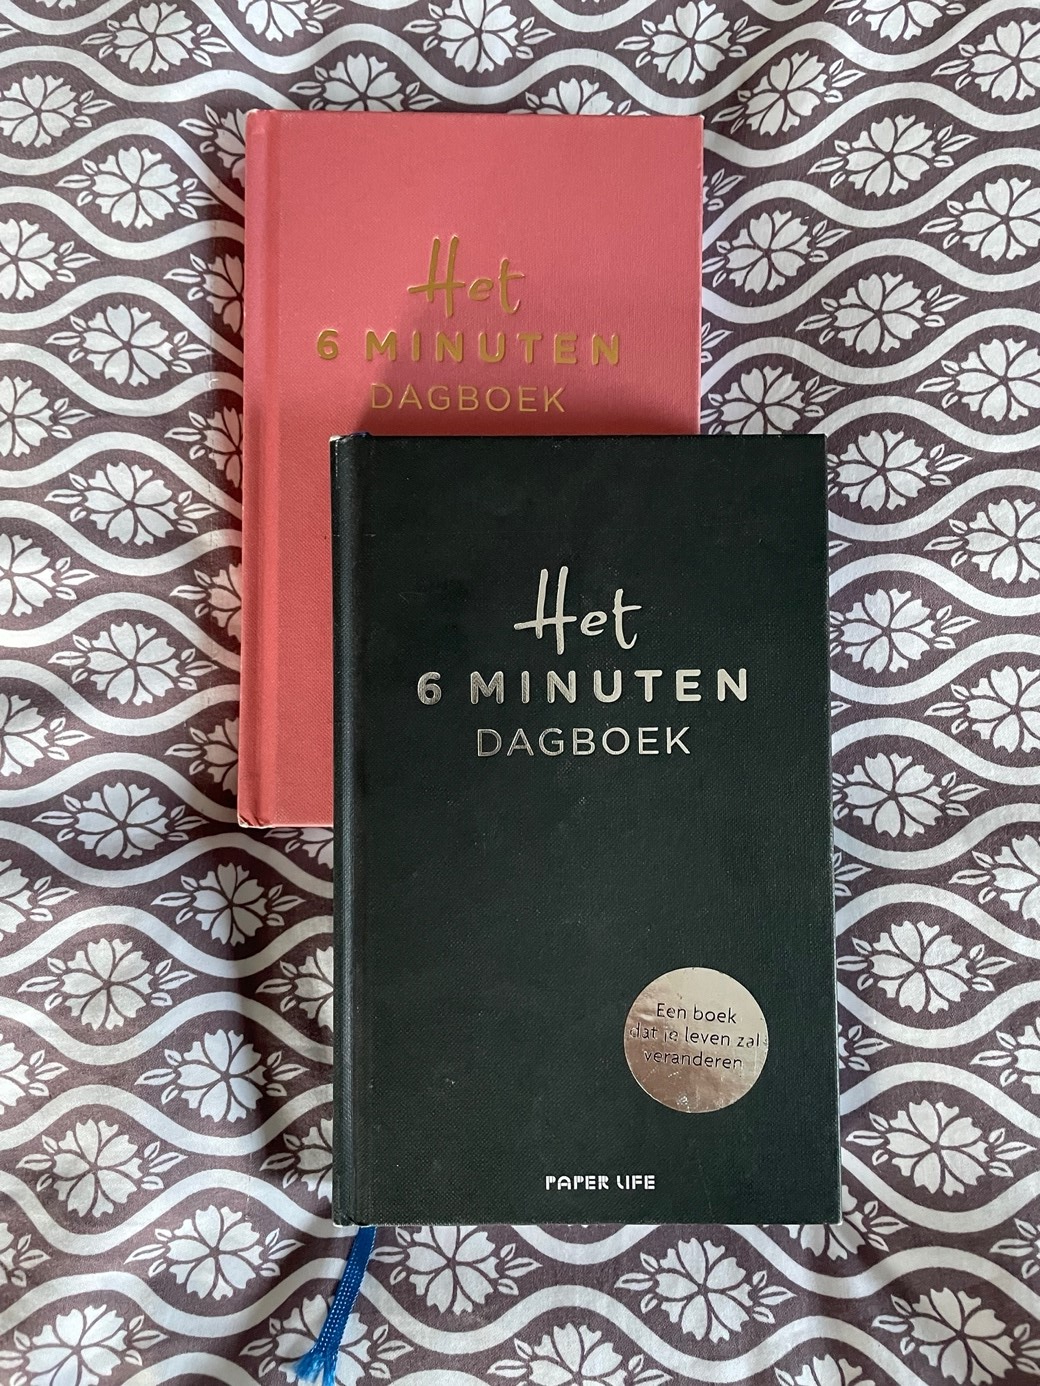 Het
6 MINUTEN
DAGBOEK
Het
6 MINUTEN
DAGBOEK
Een boek
dat je leven zal
veranderen
PAPER LIFE